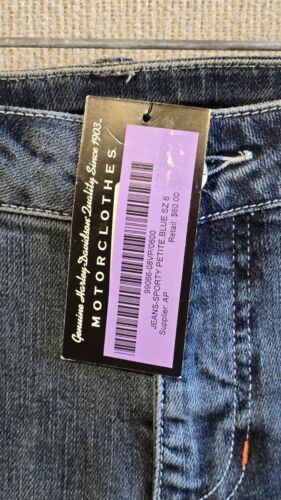 Genuine Harley-Davidson Quality Since 1903...
MOTORCLOTHES
99086-08VP/0600
JEANS-SPORTY PETITE,BLUE SZ 6
Retail: $60.00
Supplier: AP